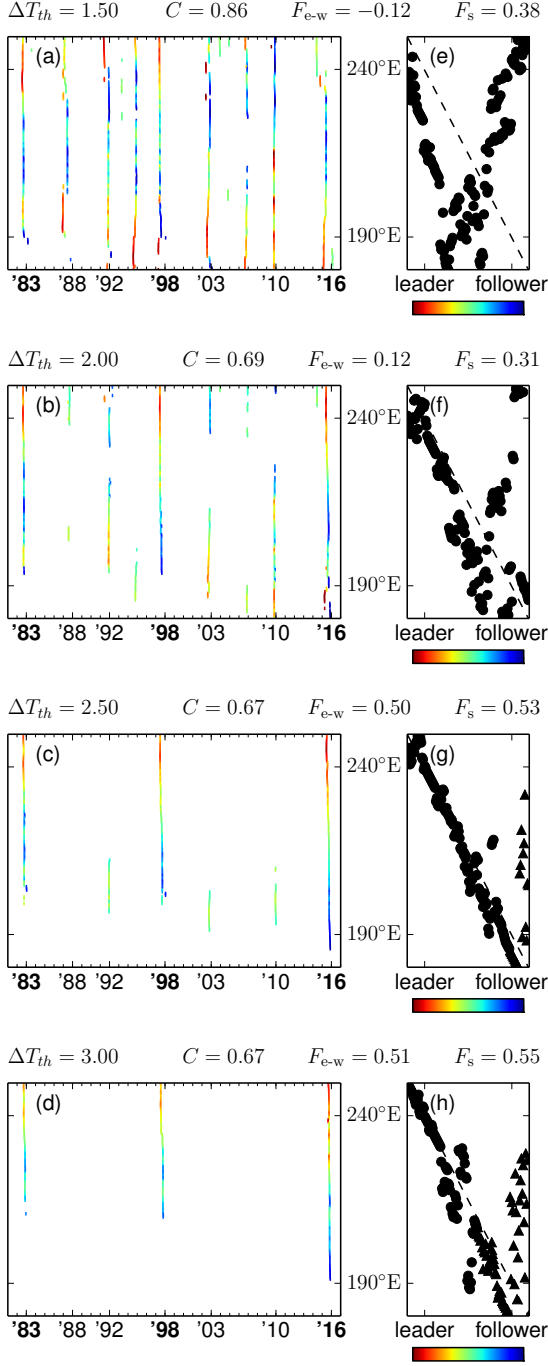 ΔT_th = 1.50 C = 0.86 F_e-w = −0.12 F_s = 0.38
(a) 240°E (e)
190°E
'83 '88 '92 '98 '03 '10 '16 leader follower
ΔT_th = 2.00 C = 0.69 F_e-w = 0.12 F_s = 0.31
(b) 240°E (f)
190°E
'83 '88 '92 '98 '03 '10 '16 leader follower
ΔT_th = 2.50 C = 0.67 F_e-w = 0.50 F_s = 0.53
(c) 240°E (g)
190°E
'83 '88 '92 '98 '03 '10 '16 leader follower
ΔT_th = 3.00 C = 0.67 F_e-w = 0.51 F_s = 0.55
(d) 240°E (h)
190°E
'83 '88 '92 '98 '03 '10 '16 leader follower